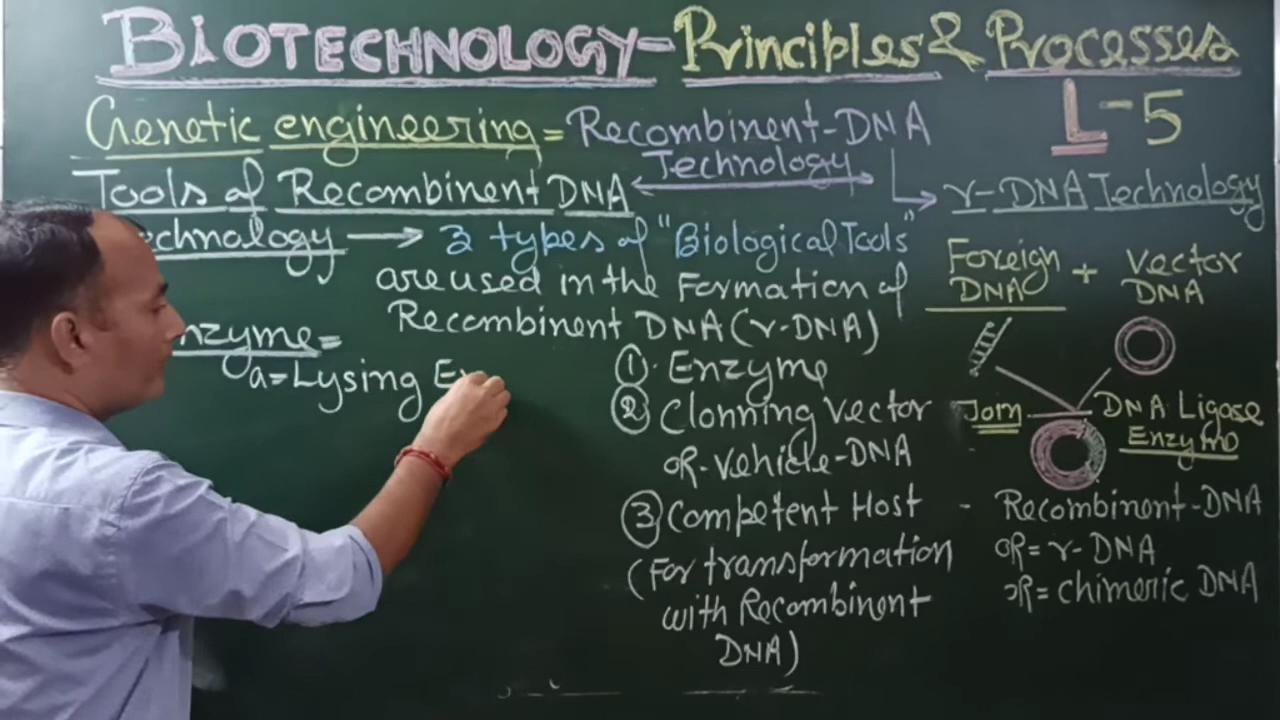 BIOTECHNOLOGY- Principles & Processes
L-5
Genetic engineering = Recombinent-DNA
Technology
Tools of Recombinent DNA
echnology → 3 types of "Biological Tools"
are used in the Formation of
Recombinent DNA (r-DNA)
r-DNA Technology
Foreign DNA + Vector DNA
Join
DNA Ligase
Enzyme
Recombinent-DNA
OR= r-DNA
OR= Chimeric DNA
nzyme=
a=Lysing En
① Enzyme
② Clonning Vector
OR-Vehicle-DNA
③ Competent Host -
(For transformation
with Recombinent
DNA)